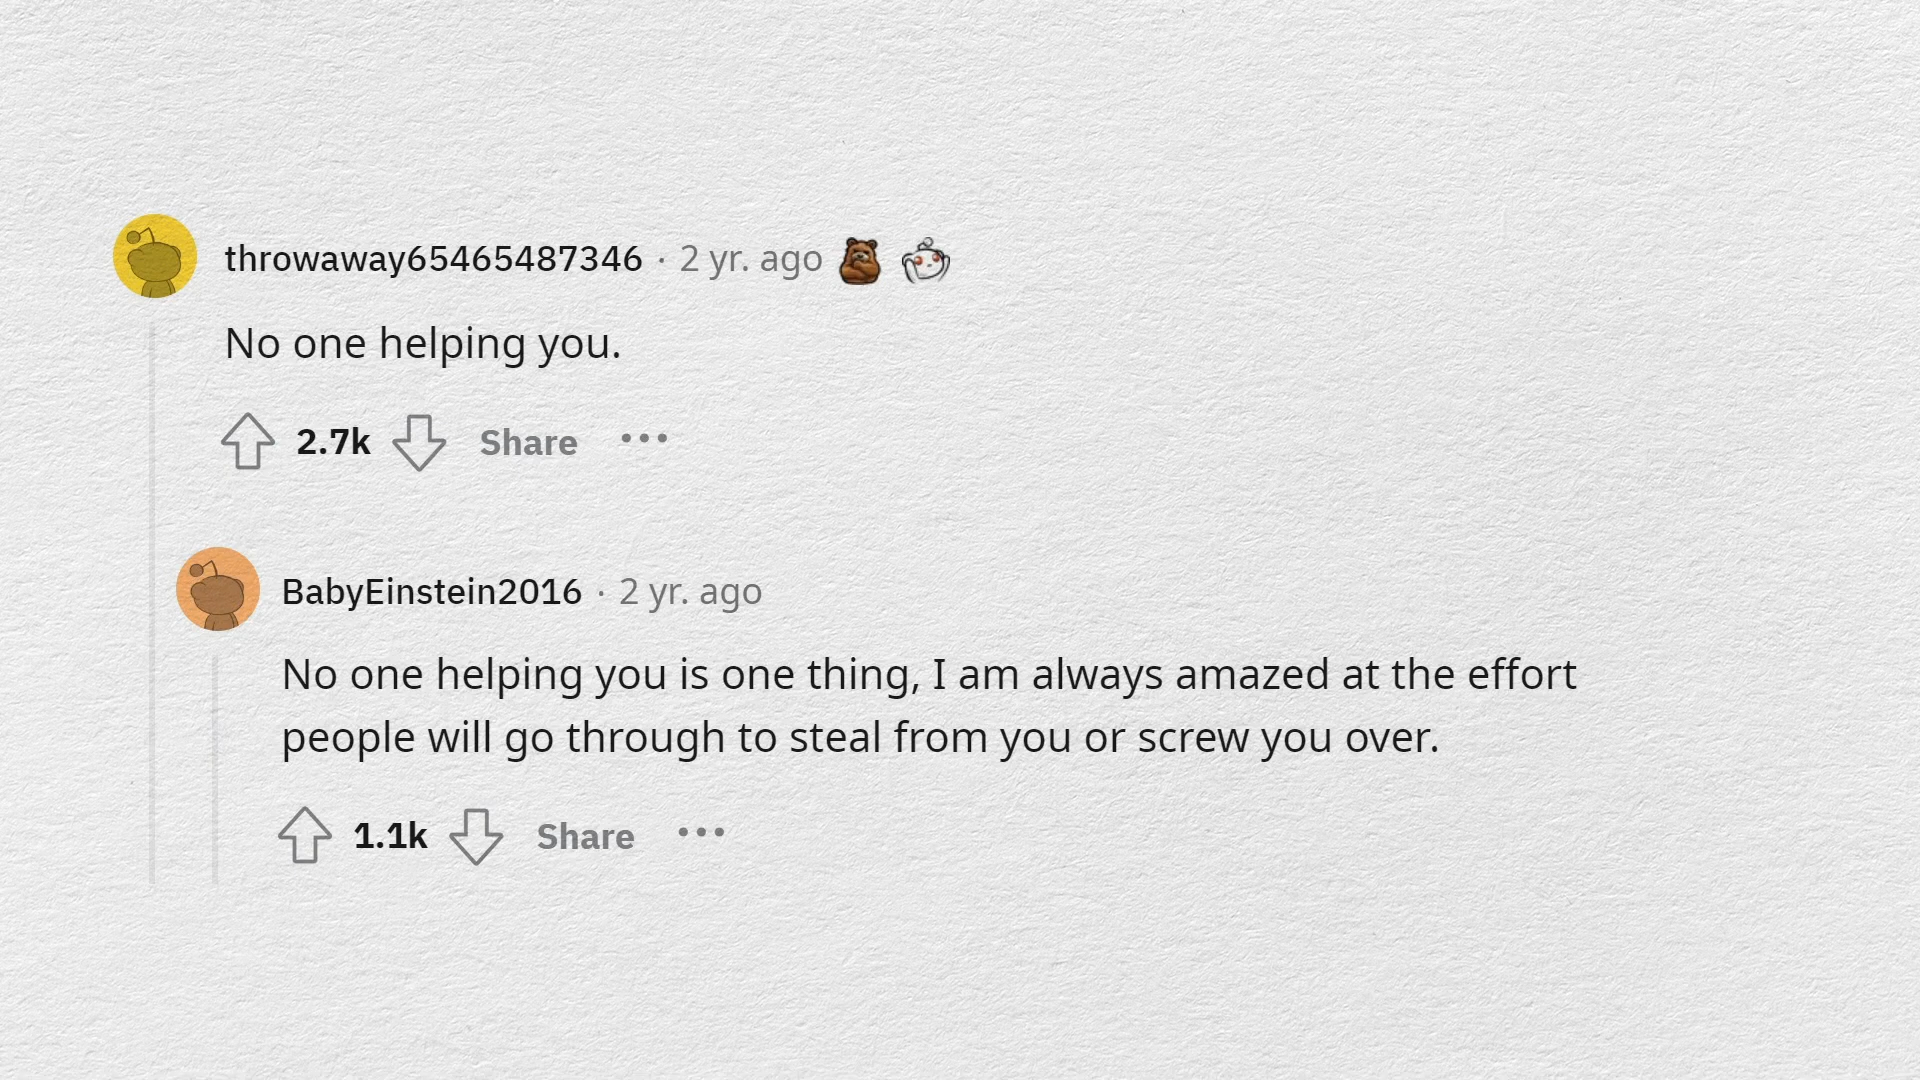 throwaway65465487346 · 2 yr. ago
No one helping you.
2.7k Share •••
BabyEinstein2016 · 2 yr. ago
No one helping you is one thing, I am always amazed at the effort
people will go through to steal from you or screw you over.
1.1k Share •••